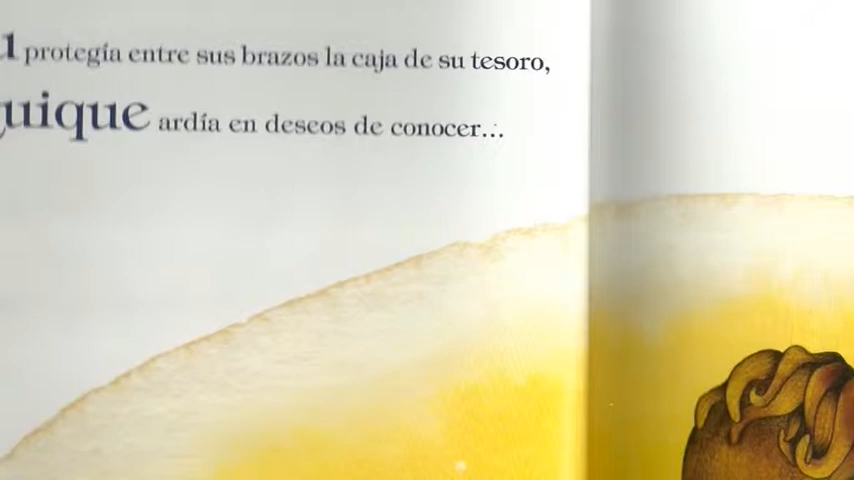 protegía entre sus brazos la caja de su tesoro,
ardía en deseos de conocer...